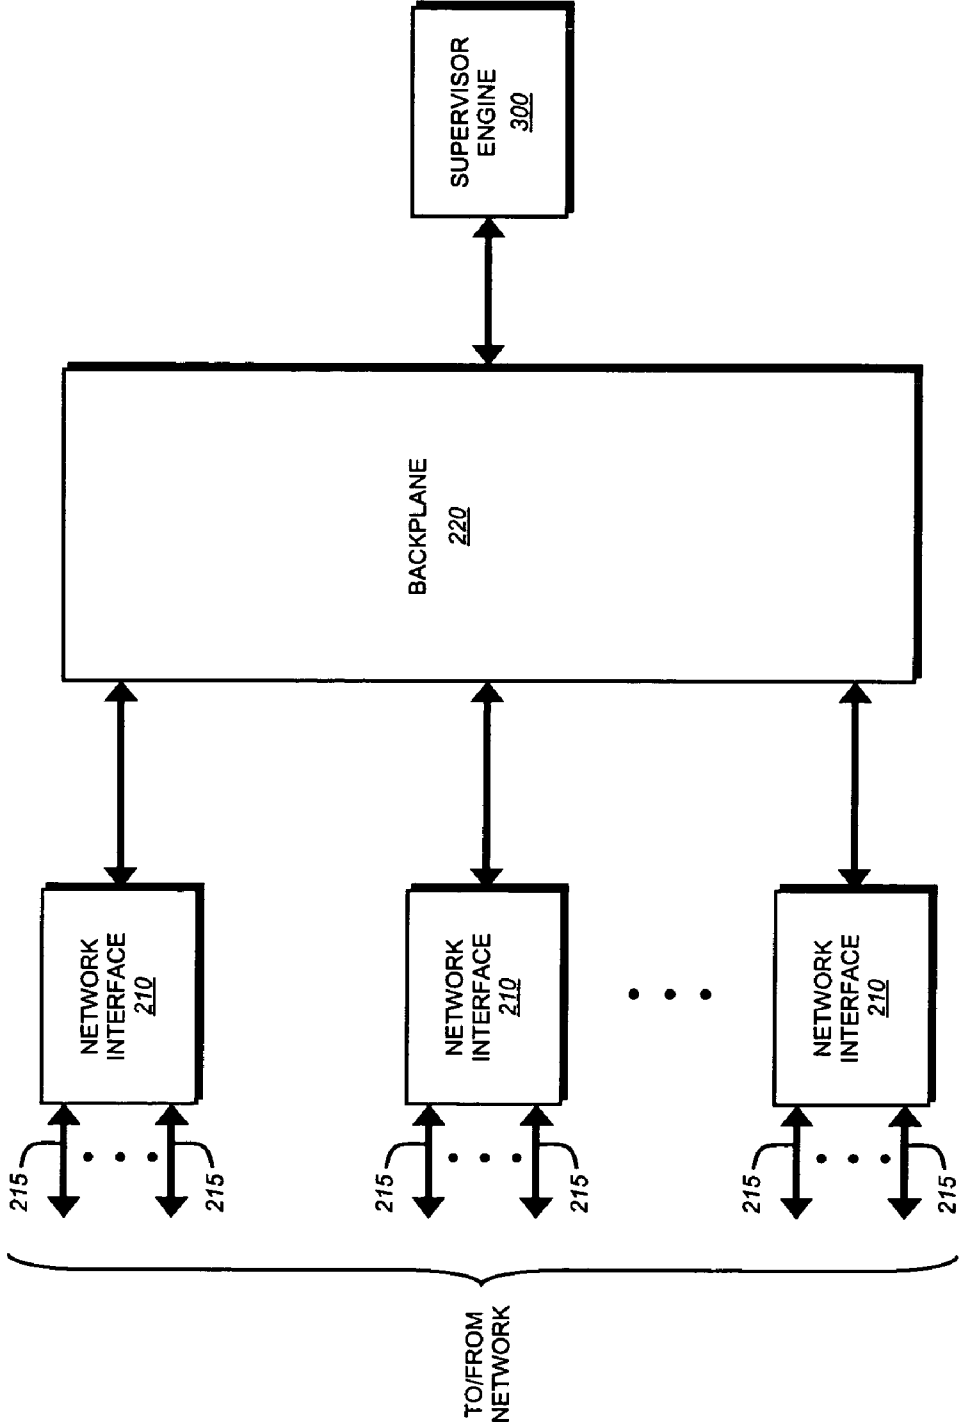 TO/FROM
NETWORK
215
215
NETWORK
INTERFACE
210
215
215
NETWORK
INTERFACE
210
215
215
NETWORK
INTERFACE
210
BACKPLANE
220
SUPERVISOR
ENGINE
300